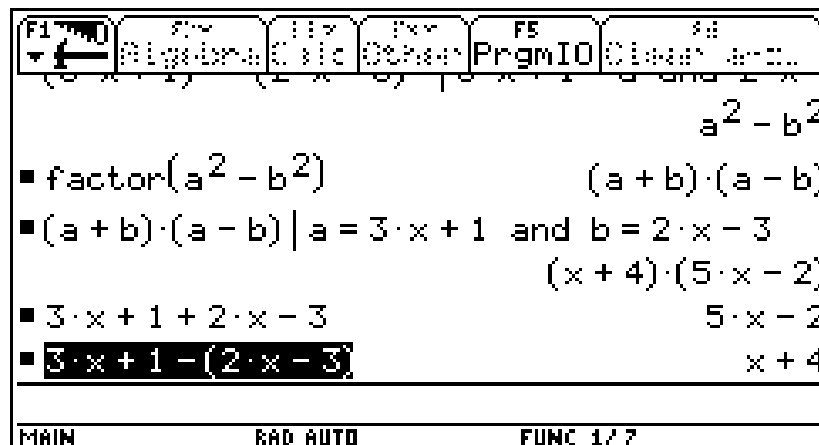 F1 Algebra Calc Other F5 PrgmIO Clean
a² - b²
▪ factor(a² - b²) (a + b)·(a - b)
▪ (a + b)·(a - b) | a = 3·x + 1 and b = 2·x - 3
(x + 4)·(5·x - 2)
▪ 3·x + 1 + 2·x - 3 5·x - 2
▪ 3·x + 1 - (2·x - 3) x + 4
MAIN RAD AUTO FUNC 1/7